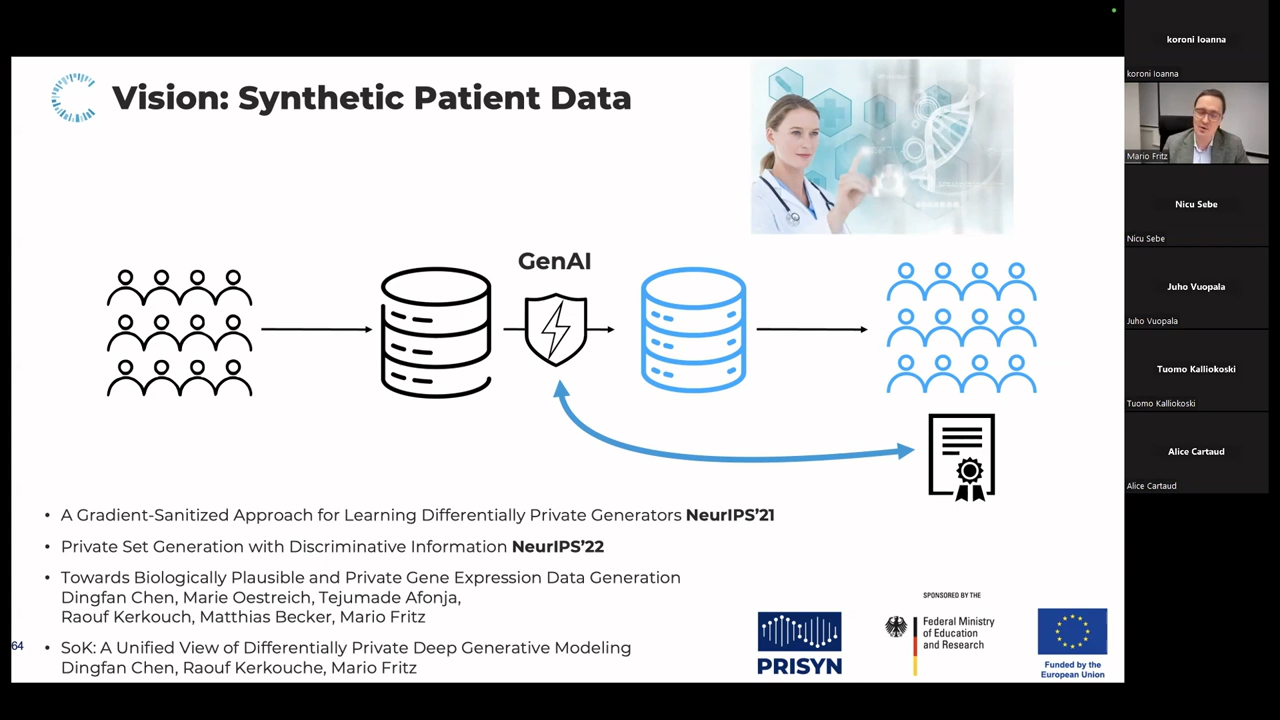 Vision: Synthetic Patient Data
GenAI
• A Gradient-Sanitized Approach for Learning Differentially Private Generators NeurIPS'21
• Private Set Generation with Discriminative Information NeurIPS'22
• Towards Biologically Plausible and Private Gene Expression Data Generation
Dingfan Chen, Marie Oestreich, Tejumade Afonja,
Raouf Kerkouch, Matthias Becker, Mario Fritz
• SoK: A Unified View of Differentially Private Deep Generative Modeling
Dingfan Chen, Raouf Kerkouche, Mario Fritz
64
PRISYN
SPONSORED BY THE
Federal Ministry
of Education
and Research
Funded by the
European Union
koroni Ioanna
koroni Ioanna
Mario Fritz
Nicu Sebe
Nicu Sebe
Juho Vuopala
Juho Vuopala
Tuomo Kalliokoski
Tuomo Kalliokoski
Alice Cartaud
Alice Cartaud